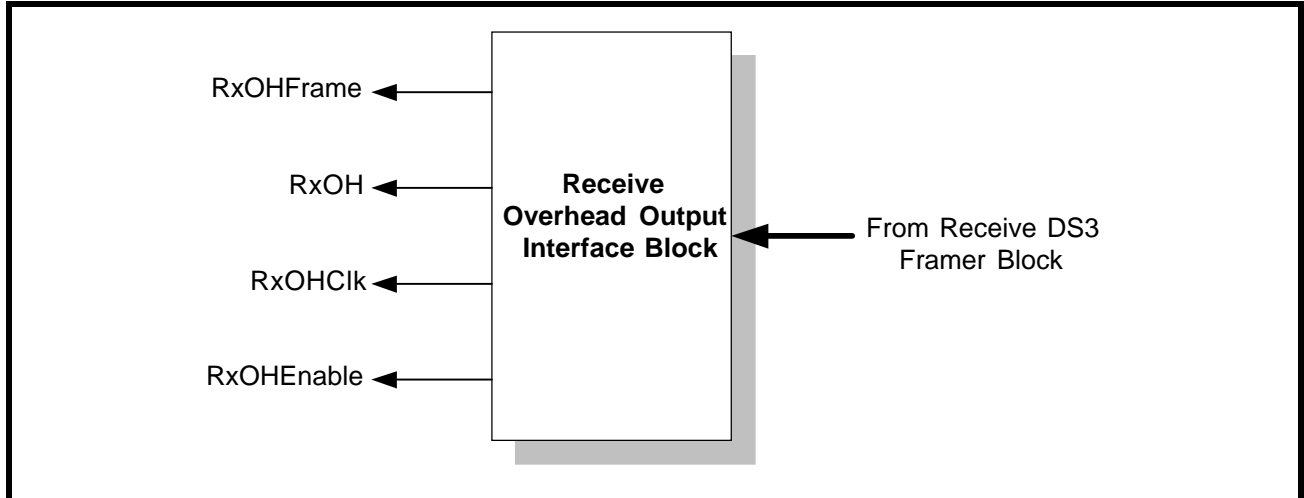 RxOHFrame
RxOH
RxOHClk
RxOHEnable
Receive
Overhead Output
Interface Block
From Receive DS3
Framer Block